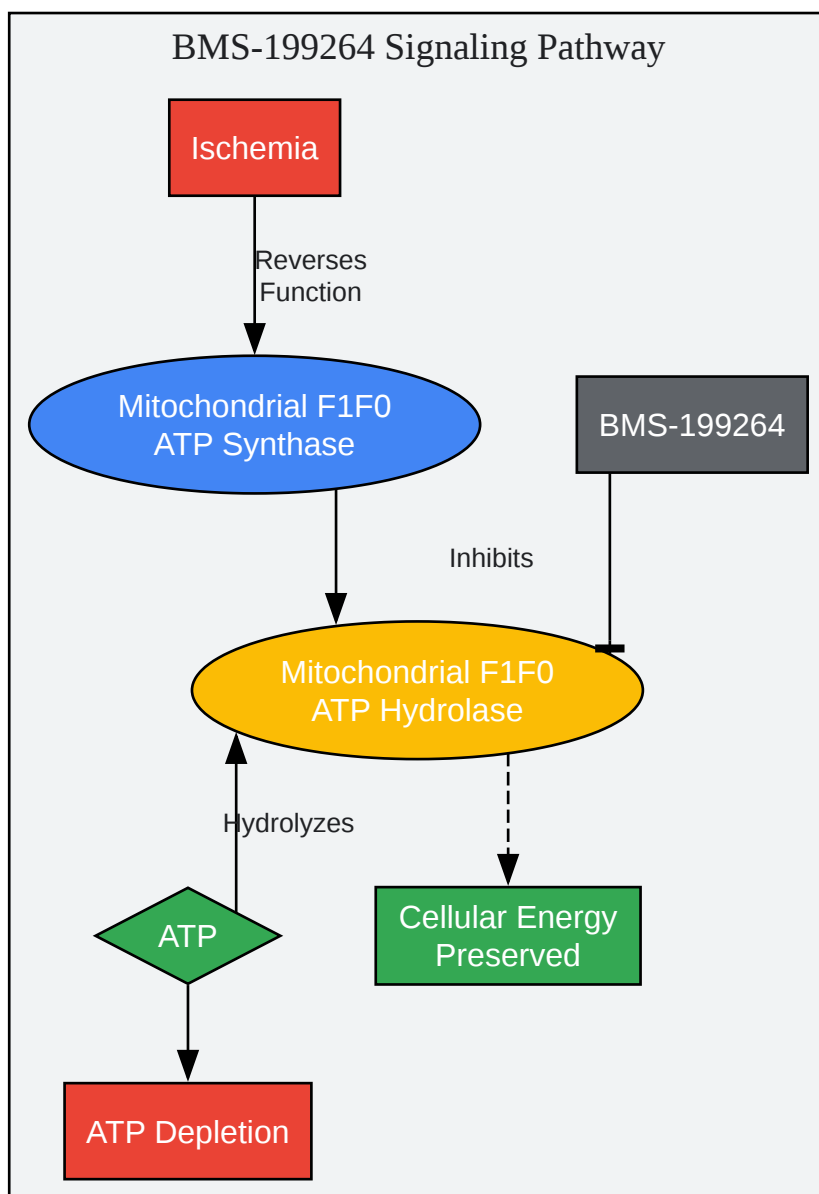 BMS-199264 Signaling Pathway
Ischemia
Reverses
Function
Mitochondrial F1F0
ATP Synthase
BMS-199264
Inhibits
Mitochondrial F1F0
ATP Hydrolase
Hydrolyzes
ATP
Cellular Energy
Preserved
ATP Depletion